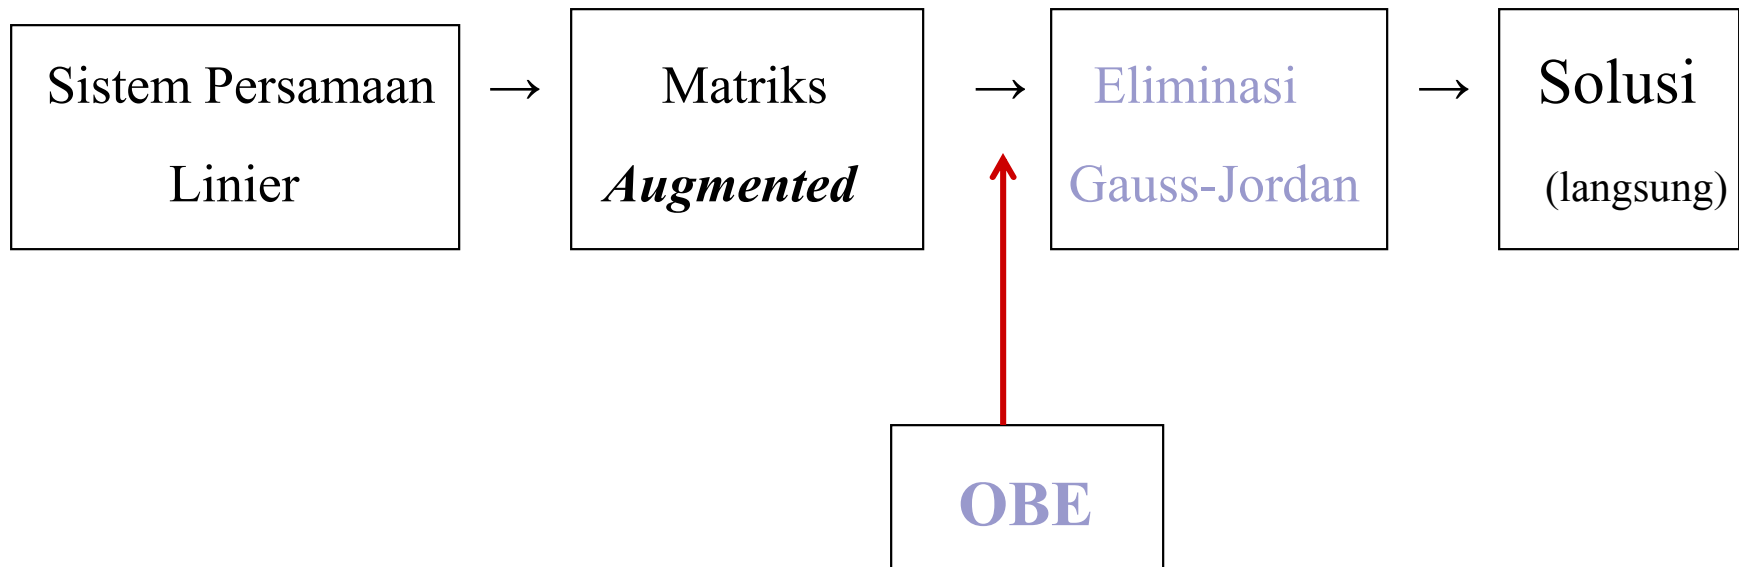 Sistem Persamaan
Linier
→
Matriks
Augmented
→
Eliminasi
Gauss-Jordan
→
Solusi
(langsung)
OBE